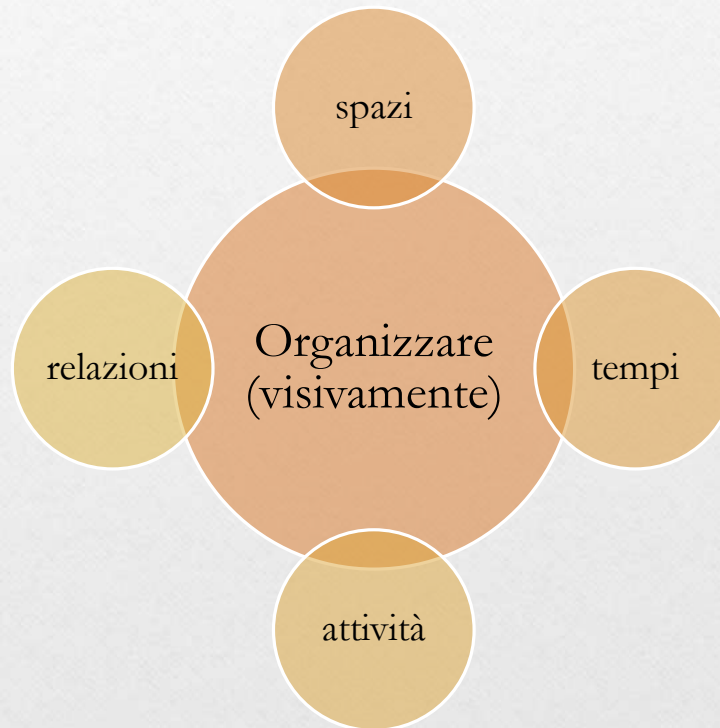 spazi
Organizzare
(visivamente)
relazioni
tempi
attività